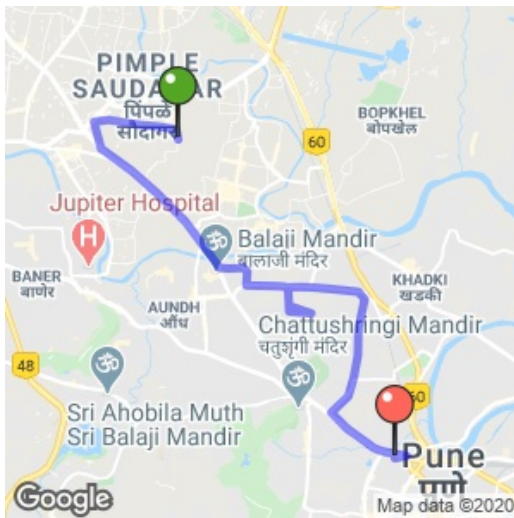 PIMPLE
SAUDAGAR
पिंपळे
सौदागर
BOPKHEL
बोपखेल
60
Jupiter Hospital
H
Balaji Mandir
बालाजी मंदिर
BANER
बाणेर
KHADKI
खडकी
AUNDH
औंध
Chattushringi Mandir
चतुःशृंगी मंदिर
48
60
Sri Ahobila Muth
Sri Balaji Mandir
Pune
पुणे
Google
Map data ©2020